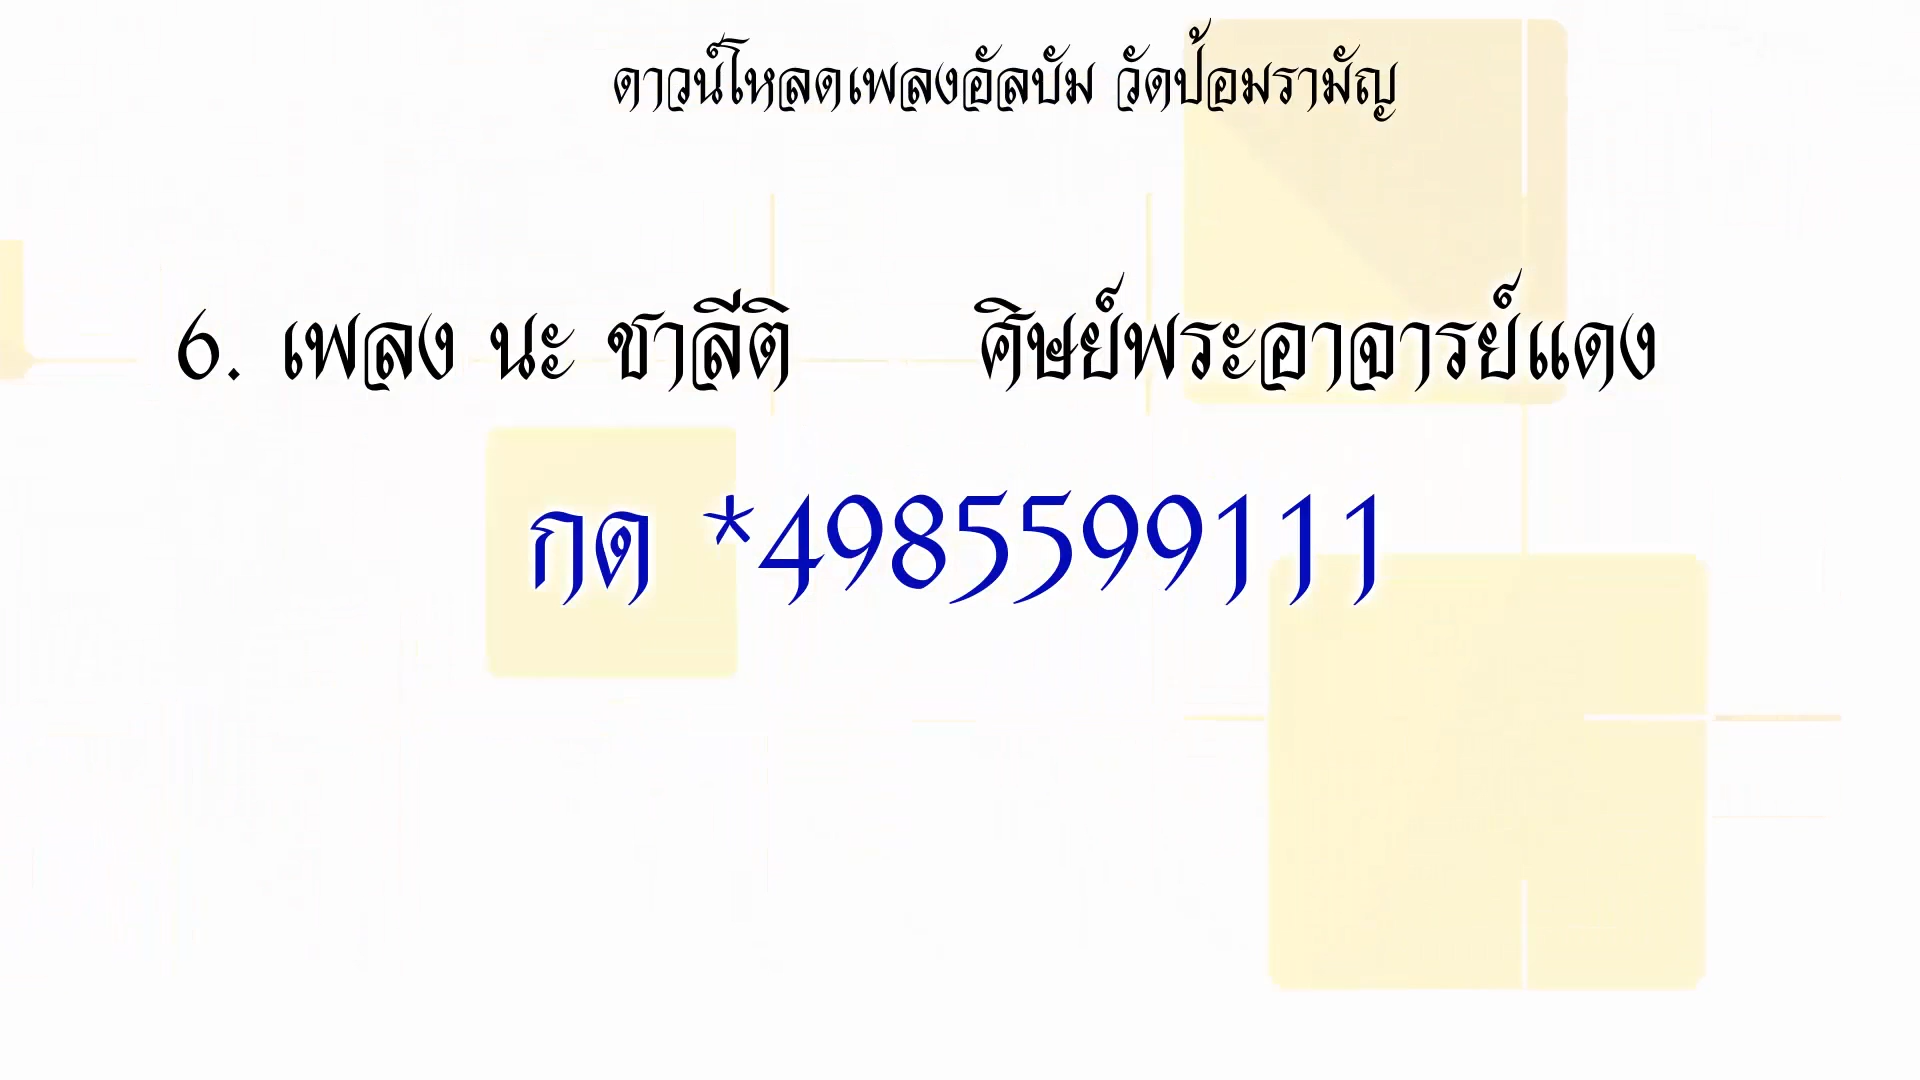 ดาวน์โหลดเพลงอัลบัม วัดป้อมรามัญ
6. เพลง นะ ชาลีติ ศิษย์พระอาจารย์แดง
กด *4985599111